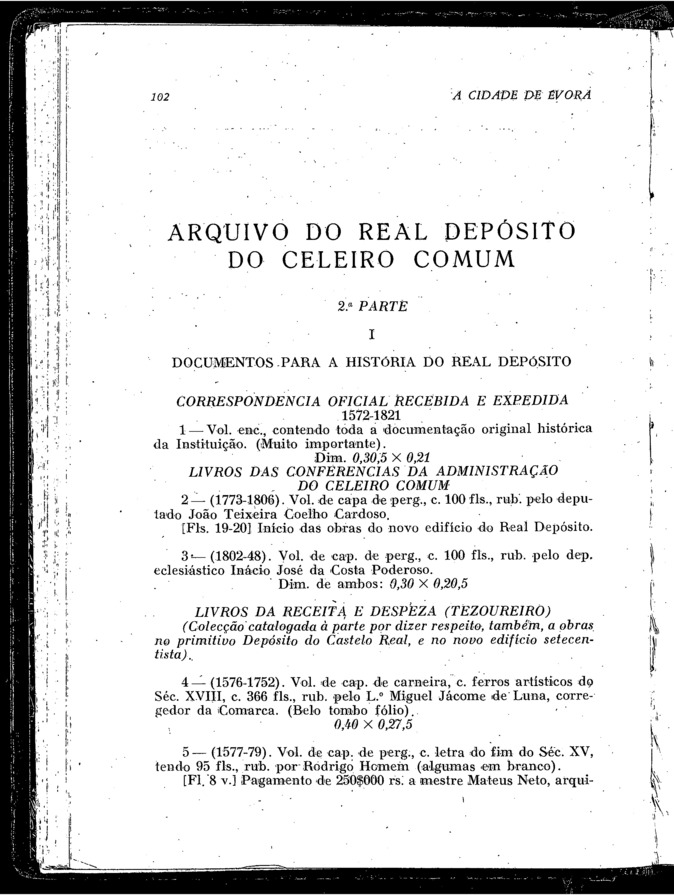 102
A CIDADE DE ÉVORA
ARQUIVO DO REAL DEPÓSITO
DO CELEIRO COMUM
2.ª PARTE
I
DOCUMENTOS PARA A HISTÓRIA DO REAL DEPÓSITO
CORRESPONDENCIA OFICIAL RECEBIDA E EXPEDIDA
1572-1821
1 — Vol. enc., contendo toda a documentação original histórica
da Instituição. (Muito importante).
Dim. 0,30,5 × 0,21
LIVROS DAS CONFERENCIAS DA ADMINISTRAÇÃO
DO CELEIRO COMUM
2 — (1773-1806). Vol. de capa de perg., c. 100 fls., rub. pelo depu-
tado João Teixeira Coelho Cardoso.
[Fls. 19-20] Início das obras do novo edifício do Real Depósito.
3 — (1802-48). Vol. de cap. de perg., c. 100 fls., rub. pelo dep.
eclesiástico Inácio José da Costa Poderoso.
Dim. de ambos: 0,30 × 0,20,5
LIVROS DA RECEITA E DESPEZA (TEZOUREIRO)
(Colecção catalogada à parte por dizer respeito, também, a obras
no primitivo Depósito do Castelo Real, e no novo edifício setecen-
tista).
4 — (1576-1752). Vol. de cap. de carneira, c. ferros artísticos do
Séc. XVIII, c. 366 fls., rub. pelo L.º Miguel Jácome de Luna, corre-
gedor da Comarca. (Belo tombo fólio).
0,40 × 0,27,5
5 — (1577-79). Vol. de cap. de perg., c. letra do fim do Séc. XV,
tendo 95 fls., rub. por Rodrigo Homem (algumas em branco).
[Fl. 8 v.] Pagamento de 250$000 rs. a mestre Mateus Neto, arqui-